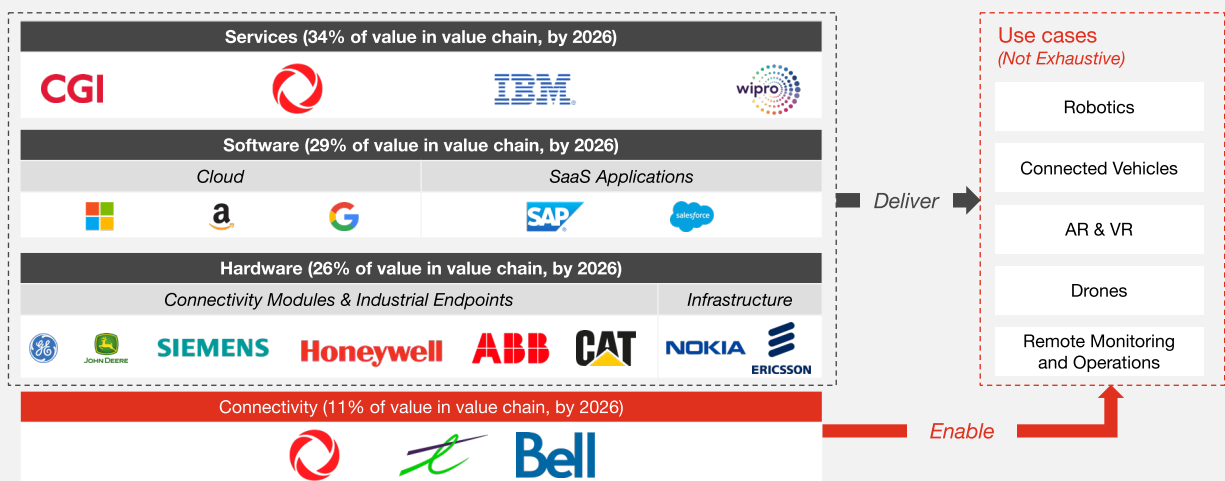 Services (34% of value in value chain, by 2026)
CGI
IBM
wipro
Software (29% of value in value chain, by 2026)
Cloud
SaaS Applications
a
G
SAP
salesforce
Hardware (26% of value in value chain, by 2026)
Connectivity Modules & Industrial Endpoints
Infrastructure
GE
JOHN DEERE
SIEMENS
Honeywell
ABB
CAT
NOKIA
ERICSSON
Connectivity (11% of value in value chain, by 2026)
Bell
Deliver
Enable
Use cases
(Not Exhaustive)
Robotics
Connected Vehicles
AR & VR
Drones
Remote Monitoring
and Operations